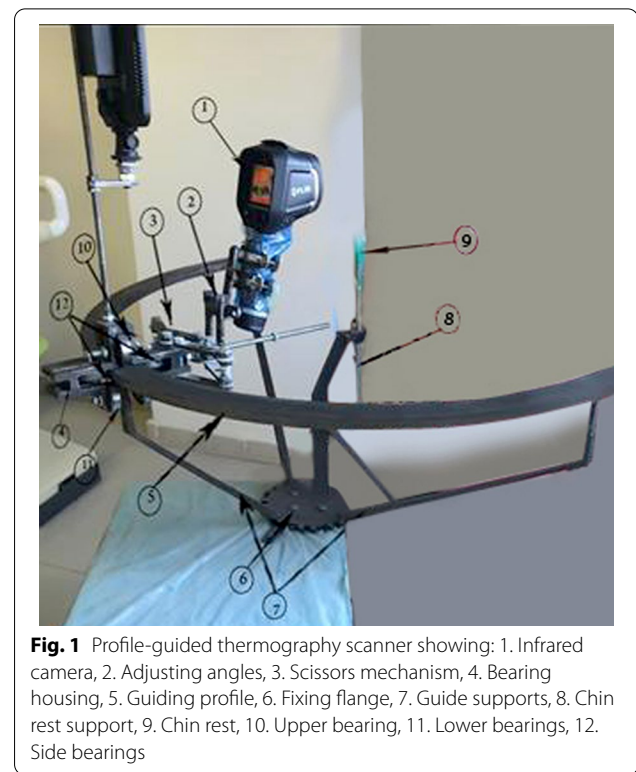 1
2
3
9
10
12
8
4
11
5
6
7
Fig. 1 Profile-guided thermography scanner showing: 1. Infrared
camera, 2. Adjusting angles, 3. Scissors mechanism, 4. Bearing
housing, 5. Guiding profile, 6. Fixing flange, 7. Guide supports, 8. Chin
rest support, 9. Chin rest, 10. Upper bearing, 11. Lower bearings, 12.
Side bearings